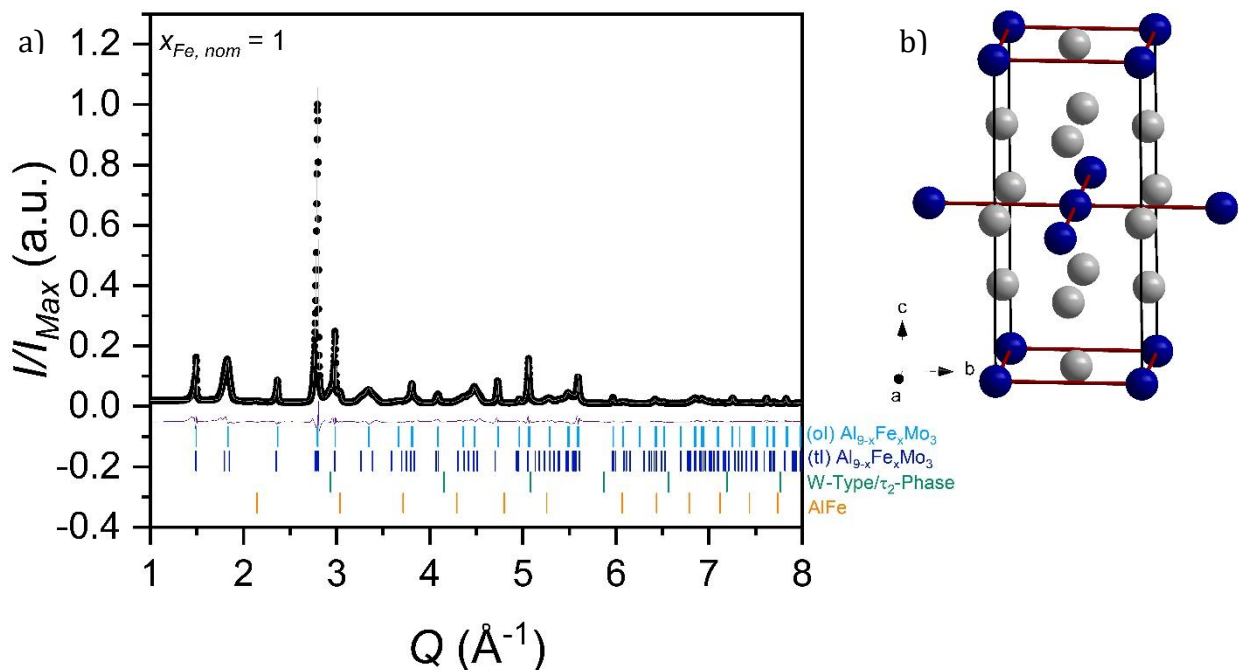 a)
x_{Fe, nom} = 1
b)
I/I_{Max} (a.u.)
1.2
1.0
0.8
0.6
0.4
0.2
0.0
-0.2
-0.4
(oI) Al_{9-x}Fe_xMo_3
(tI) Al_{9-x}Fe_xMo_3
W-Type/τ_2-Phase
AlFe
1 2 3 4 5 6 7 8
Q (Å^{-1})
c
b
a